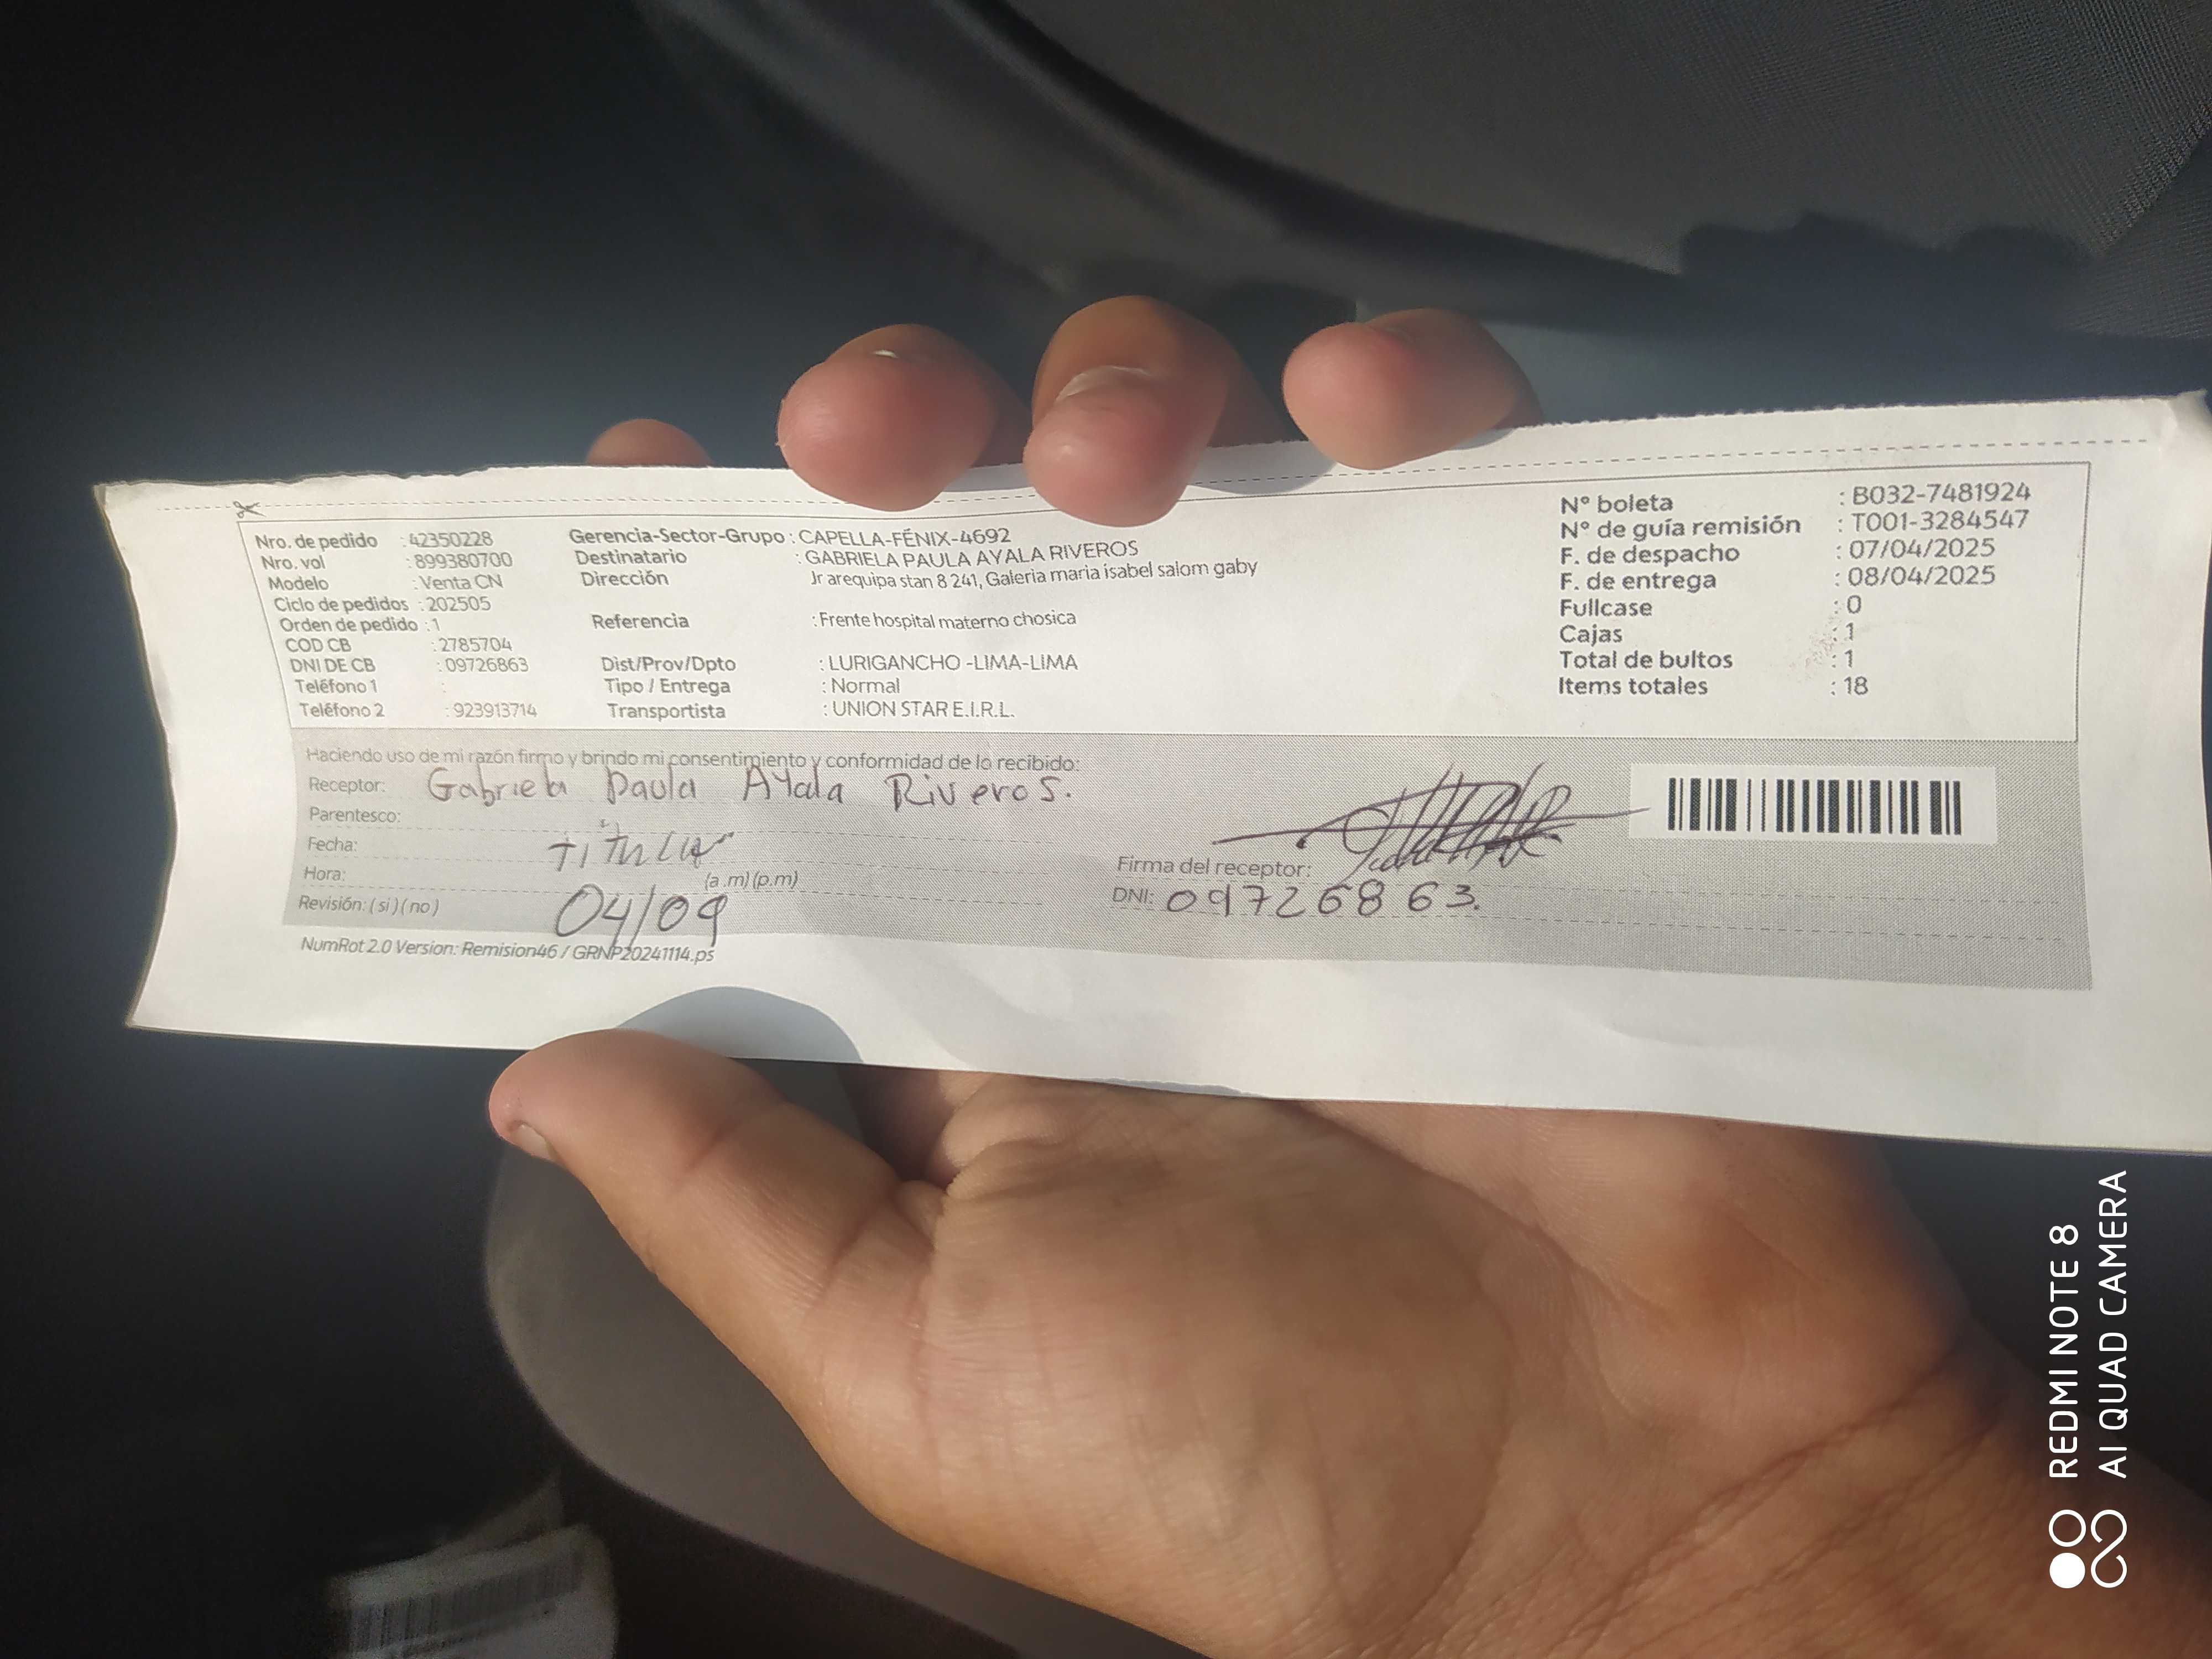 Nro. de pedido : 42350228 Gerencia-Sector-Grupo : CAPELLA-FÉNIX-4692 N° boleta : B032-7481924
Nro. vol : 899380700 Destinatario : GABRIELA PAULA AYALA RIVEROS N° de guía remisión : T001-3284547
Modelo : Venta CN Dirección Jr arequipa stan 8 241, Galeria maria isabel salom gaby F. de despacho : 07/04/2025
Ciclo de pedidos : 202505 F. de entrega : 08/04/2025
Orden de pedido : 1 Referencia : Frente hospital materno chosica Fullcase : 0
COD CB : 2785704 Cajas : 1
DNI DE CB : 09726863 Dist/Prov/Dpto : LURIGANCHO -LIMA-LIMA Total de bultos : 1
Teléfono 1 : Tipo / Entrega : Normal Items totales : 18
Teléfono 2 : 923913714 Transportista : UNION STAR E.I.R.L.
Haciendo uso de mi razón firmo y brindo mi consentimiento y conformidad de lo recibido:
Receptor: Gabriela Paula Ayala Riveros.
Parentesco:
Fecha: titular
Firma del receptor:
Hora: (a .m) (p.m)
DNI: 09726863.
Revisión: ( si ) ( no ) 04/09
NumRot 2.0 Version: Remision46 / GRNP20241114.ps
REDMI NOTE 8
AI QUAD CAMERA